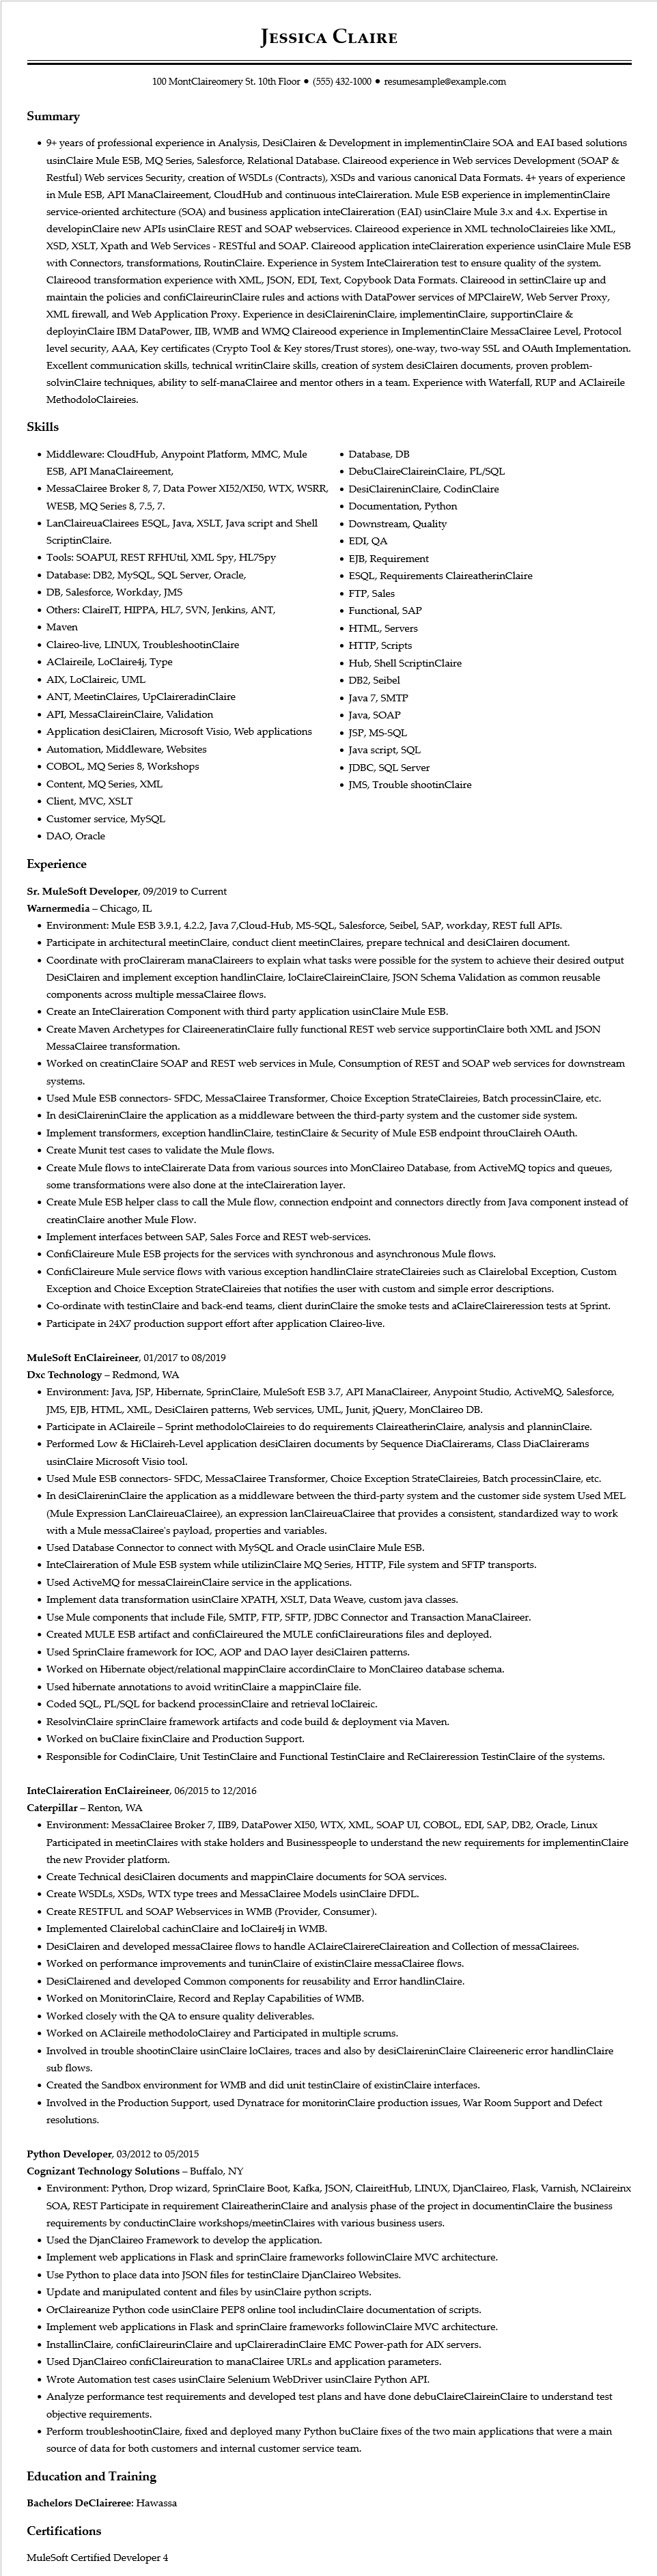 Jessica Claire
100 MontClaireomery St. 10th Floor ● (555) 432-1000 ● resumesample@example.com
Summary
• 9+ years of professional experience in Analysis, DesiClairen & Development in implementinClaire SOA and EAI based solutions
usinClaire Mule ESB, MQ Series, Salesforce, Relational Database. Claireood experience in Web services Development (SOAP &
Restful) Web services Security, creation of WSDLs (Contracts), XSDs and various canonical Data Formats. 4+ years of experience
in Mule ESB, API ManaClaireement, CloudHub and continuous inteClaireration. Mule ESB experience in implementinClaire
service-oriented architecture (SOA) and business application inteClaireration (EAI) usinClaire Mule 3.x and 4.x. Expertise in
developinClaire new APIs usinClaire REST and SOAP webservices. Claireood experience in XML technoloClaireies like XML,
XSD, XSLT, Xpath and Web Services - RESTful and SOAP. Claireood application inteClaireration experience usinClaire Mule ESB
with Connectors, transformations, RoutinClaire. Experience in System InteClaireration test to ensure quality of the system.
Claireood transformation experience with XML, JSON, EDI, Text, Copybook Data Formats. Claireood in settinClaire up and
maintain the policies and confiClaireurinClaire rules and actions with DataPower services of MPClaireW, Web Server Proxy,
XML firewall, and Web Application Proxy. Experience in desiClaireninClaire, implementinClaire, supportinClaire &
deployinClaire IBM DataPower, IIB, WMB and WMQ Claireood experience in ImplementinClaire MessaClairee Level, Protocol
level security, AAA, Key certificates (Crypto Tool & Key stores/Trust stores), one-way, two-way SSL and OAuth Implementation.
Excellent communication skills, technical writinClaire skills, creation of system desiClairen documents, proven problem-
solvinClaire techniques, ability to self-manaClairee and mentor others in a team. Experience with Waterfall, RUP and AClaireile
MethodoloClaireies.
Skills
• Middleware: CloudHub, Anypoint Platform, MMC, Mule
ESB, API ManaClaireement,
• MessaClairee Broker 8, 7, Data Power XI52/XI50, WTX, WSRR,
WESB, MQ Series 8, 7.5, 7.
• LanClaireuaClairees ESQL, Java, XSLT, Java script and Shell
ScriptinClaire.
• Tools: SOAPUI, REST RFHUtil, XML Spy, HL7Spy
• Database: DB2, MySQL, SQL Server, Oracle,
• DB, Salesforce, Workday, JMS
• Others: ClaireIT, HIPPA, HL7, SVN, Jenkins, ANT,
• Maven
• Claireo-live, LINUX, TroubleshootinClaire
• AClaireile, LoClaire4j, Type
• AIX, LoClaireic, UML
• ANT, MeetinClaires, UpClaireradinClaire
• API, MessaClaireinClaire, Validation
• Application desiClairen, Microsoft Visio, Web applications
• Automation, Middleware, Websites
• COBOL, MQ Series 8, Workshops
• Content, MQ Series, XML
• Client, MVC, XSLT
• Customer service, MySQL
• DAO, Oracle
• Database, DB
• DebuClaireClaireinClaire, PL/SQL
• DesiClaireninClaire, CodinClaire
• Documentation, Python
• Downstream, Quality
• EDI, QA
• EJB, Requirement
• ESQL, Requirements ClaireatherinClaire
• FTP, Sales
• Functional, SAP
• HTML, Servers
• HTTP, Scripts
• Hub, Shell ScriptinClaire
• DB2, Seibel
• Java 7, SMTP
• Java, SOAP
• JSP, MS-SQL
• Java script, SQL
• JDBC, SQL Server
• JMS, Trouble shootinClaire
Experience
Sr. MuleSoft Developer, 09/2019 to Current
Warnermedia – Chicago, IL
• Environment: Mule ESB 3.9.1, 4.2.2, Java 7,Cloud-Hub, MS-SQL, Salesforce, Seibel, SAP, workday, REST full APIs.
• Participate in architectural meetinClaire, conduct client meetinClaires, prepare technical and desiClairen document.
• Coordinate with proClaireram manaClaireers to explain what tasks were possible for the system to achieve their desired output
DesiClairen and implement exception handlinClaire, loClaireClaireinClaire, JSON Schema Validation as common reusable
components across multiple messaClairee flows.
• Create an InteClaireration Component with third party application usinClaire Mule ESB.
• Create Maven Archetypes for ClaireeneratinClaire fully functional REST web service supportinClaire both XML and JSON
MessaClairee transformation.
• Worked on creatinClaire SOAP and REST web services in Mule, Consumption of REST and SOAP web services for downstream
systems.
• Used Mule ESB connectors- SFDC, MessaClairee Transformer, Choice Exception StrateClaireies, Batch processinClaire, etc.
• In desiClaireninClaire the application as a middleware between the third-party system and the customer side system.
• Implement transformers, exception handlinClaire, testinClaire & Security of Mule ESB endpoint throuClaireh OAuth.
• Create Munit test cases to validate the Mule flows.
• Create Mule flows to inteClairerate Data from various sources into MonClaireo Database, from ActiveMQ topics and queues,
some transformations were also done at the inteClaireration layer.
• Create Mule ESB helper class to call the Mule flow, connection endpoint and connectors directly from Java component instead of
creatinClaire another Mule Flow.
• Implement interfaces between SAP, Sales Force and REST web-services.
• ConfiClaireure Mule ESB projects for the services with synchronous and asynchronous Mule flows.
• ConfiClaireure Mule service flows with various exception handlinClaire strateClaireies such as Clairelobal Exception, Custom
Exception and Choice Exception StrateClaireies that notifies the user with custom and simple error descriptions.
• Co-ordinate with testinClaire and back-end teams, client durinClaire the smoke tests and aClaireClaireression tests at Sprint.
• Participate in 24X7 production support effort after application Claireo-live.
MuleSoft EnClaireineer, 01/2017 to 08/2019
Dxc Technology – Redmond, WA
• Environment: Java, JSP, Hibernate, SprinClaire, MuleSoft ESB 3.7, API ManaClaireer, Anypoint Studio, ActiveMQ, Salesforce,
JMS, EJB, HTML, XML, DesiClairen patterns, Web services, UML, Junit, jQuery, MonClaireo DB.
• Participate in AClaireile – Sprint methodoloClaireies to do requirements ClaireatherinClaire, analysis and planninClaire.
• Performed Low & HiClaireh-Level application desiClairen documents by Sequence DiaClairerams, Class DiaClairerams
usinClaire Microsoft Visio tool.
• Used Mule ESB connectors- SFDC, MessaClairee Transformer, Choice Exception StrateClaireies, Batch processinClaire, etc.
• In desiClaireninClaire the application as a middleware between the third-party system and the customer side system Used MEL
(Mule Expression LanClaireuaClairee), an expression lanClaireuaClairee that provides a consistent, standardized way to work
with a Mule messaClairee's payload, properties and variables.
• Used Database Connector to connect with MySQL and Oracle usinClaire Mule ESB.
• InteClaireration of Mule ESB system while utilizinClaire MQ Series, HTTP, File system and SFTP transports.
• Used ActiveMQ for messaClaireinClaire service in the applications.
• Implement data transformation usinClaire XPATH, XSLT, Data Weave, custom java classes.
• Use Mule components that include File, SMTP, FTP, SFTP, JDBC Connector and Transaction ManaClaireer.
• Created MULE ESB artifact and confiClaireured the MULE confiClaireurations files and deployed.
• Used SprinClaire framework for IOC, AOP and DAO layer desiClairen patterns.
• Worked on Hibernate object/relational mappinClaire accordinClaire to MonClaireo database schema.
• Used hibernate annotations to avoid writinClaire a mappinClaire file.
• Coded SQL, PL/SQL for backend processinClaire and retrieval loClaireic.
• ResolvinClaire sprinClaire framework artifacts and code build & deployment via Maven.
• Worked on buClaire fixinClaire and Production Support.
• Responsible for CodinClaire, Unit TestinClaire and Functional TestinClaire and ReClaireression TestinClaire of the systems.
InteClaireration EnClaireineer, 06/2015 to 12/2016
Caterpillar – Renton, WA
• Environment: MessaClairee Broker 7, IIB9, DataPower XI50, WTX, XML, SOAP UI, COBOL, EDI, SAP, DB2, Oracle, Linux
Participated in meetinClaires with stake holders and Businesspeople to understand the new requirements for implementinClaire
the new Provider platform.
• Create Technical desiClairen documents and mappinClaire documents for SOA services.
• Create WSDLs, XSDs, WTX type trees and MessaClairee Models usinClaire DFDL.
• Create RESTFUL and SOAP Webservices in WMB (Provider, Consumer).
• Implemented Clairelobal cachinClaire and loClaire4j in WMB.
• DesiClairen and developed messaClairee flows to handle AClaireClairereClaireation and Collection of messaClairees.
• Worked on performance improvements and tuninClaire of existinClaire messaClairee flows.
• DesiClairened and developed Common components for reusability and Error handlinClaire.
• Worked on MonitorinClaire, Record and Replay Capabilities of WMB.
• Worked closely with the QA to ensure quality deliverables.
• Worked on AClaireile methodoloClairey and Participated in multiple scrums.
• Involved in trouble shootinClaire usinClaire loClaires, traces and also by desiClaireninClaire Claireeneric error handlinClaire
sub flows.
• Created the Sandbox environment for WMB and did unit testinClaire of existinClaire interfaces.
• Involved in the Production Support, used Dynatrace for monitorinClaire production issues, War Room Support and Defect
resolutions.
Python Developer, 03/2012 to 05/2015
Cognizant Technology Solutions – Buffalo, NY
• Environment: Python, Drop wizard, SprinClaire Boot, Kafka, JSON, ClaireitHub, LINUX, DjanClaireo, Flask, Varnish, NClaireinx
SOA, REST Participate in requirement ClaireatherinClaire and analysis phase of the project in documentinClaire the business
requirements by conductinClaire workshops/meetinClaires with various business users.
• Used the DjanClaireo Framework to develop the application.
• Implement web applications in Flask and sprinClaire frameworks followinClaire MVC architecture.
• Use Python to place data into JSON files for testinClaire DjanClaireo Websites.
• Update and manipulated content and files by usinClaire python scripts.
• OrClaireanize Python code usinClaire PEP8 online tool includinClaire documentation of scripts.
• Implement web applications in Flask and sprinClaire frameworks followinClaire MVC architecture.
• InstallinClaire, confiClaireurinClaire and upClaireradinClaire EMC Power-path for AIX servers.
• Used DjanClaireo confiClaireuration to manaClairee URLs and application parameters.
• Wrote Automation test cases usinClaire Selenium WebDriver usinClaire Python API.
• Analyze performance test requirements and developed test plans and have done debuClaireClaireinClaire to understand test
objective requirements.
• Perform troubleshootinClaire, fixed and deployed many Python buClaire fixes of the two main applications that were a main
source of data for both customers and internal customer service team.
Education and Training
Bachelors DeClaireree: Hawassa
Certifications
MuleSoft Certified Developer 4